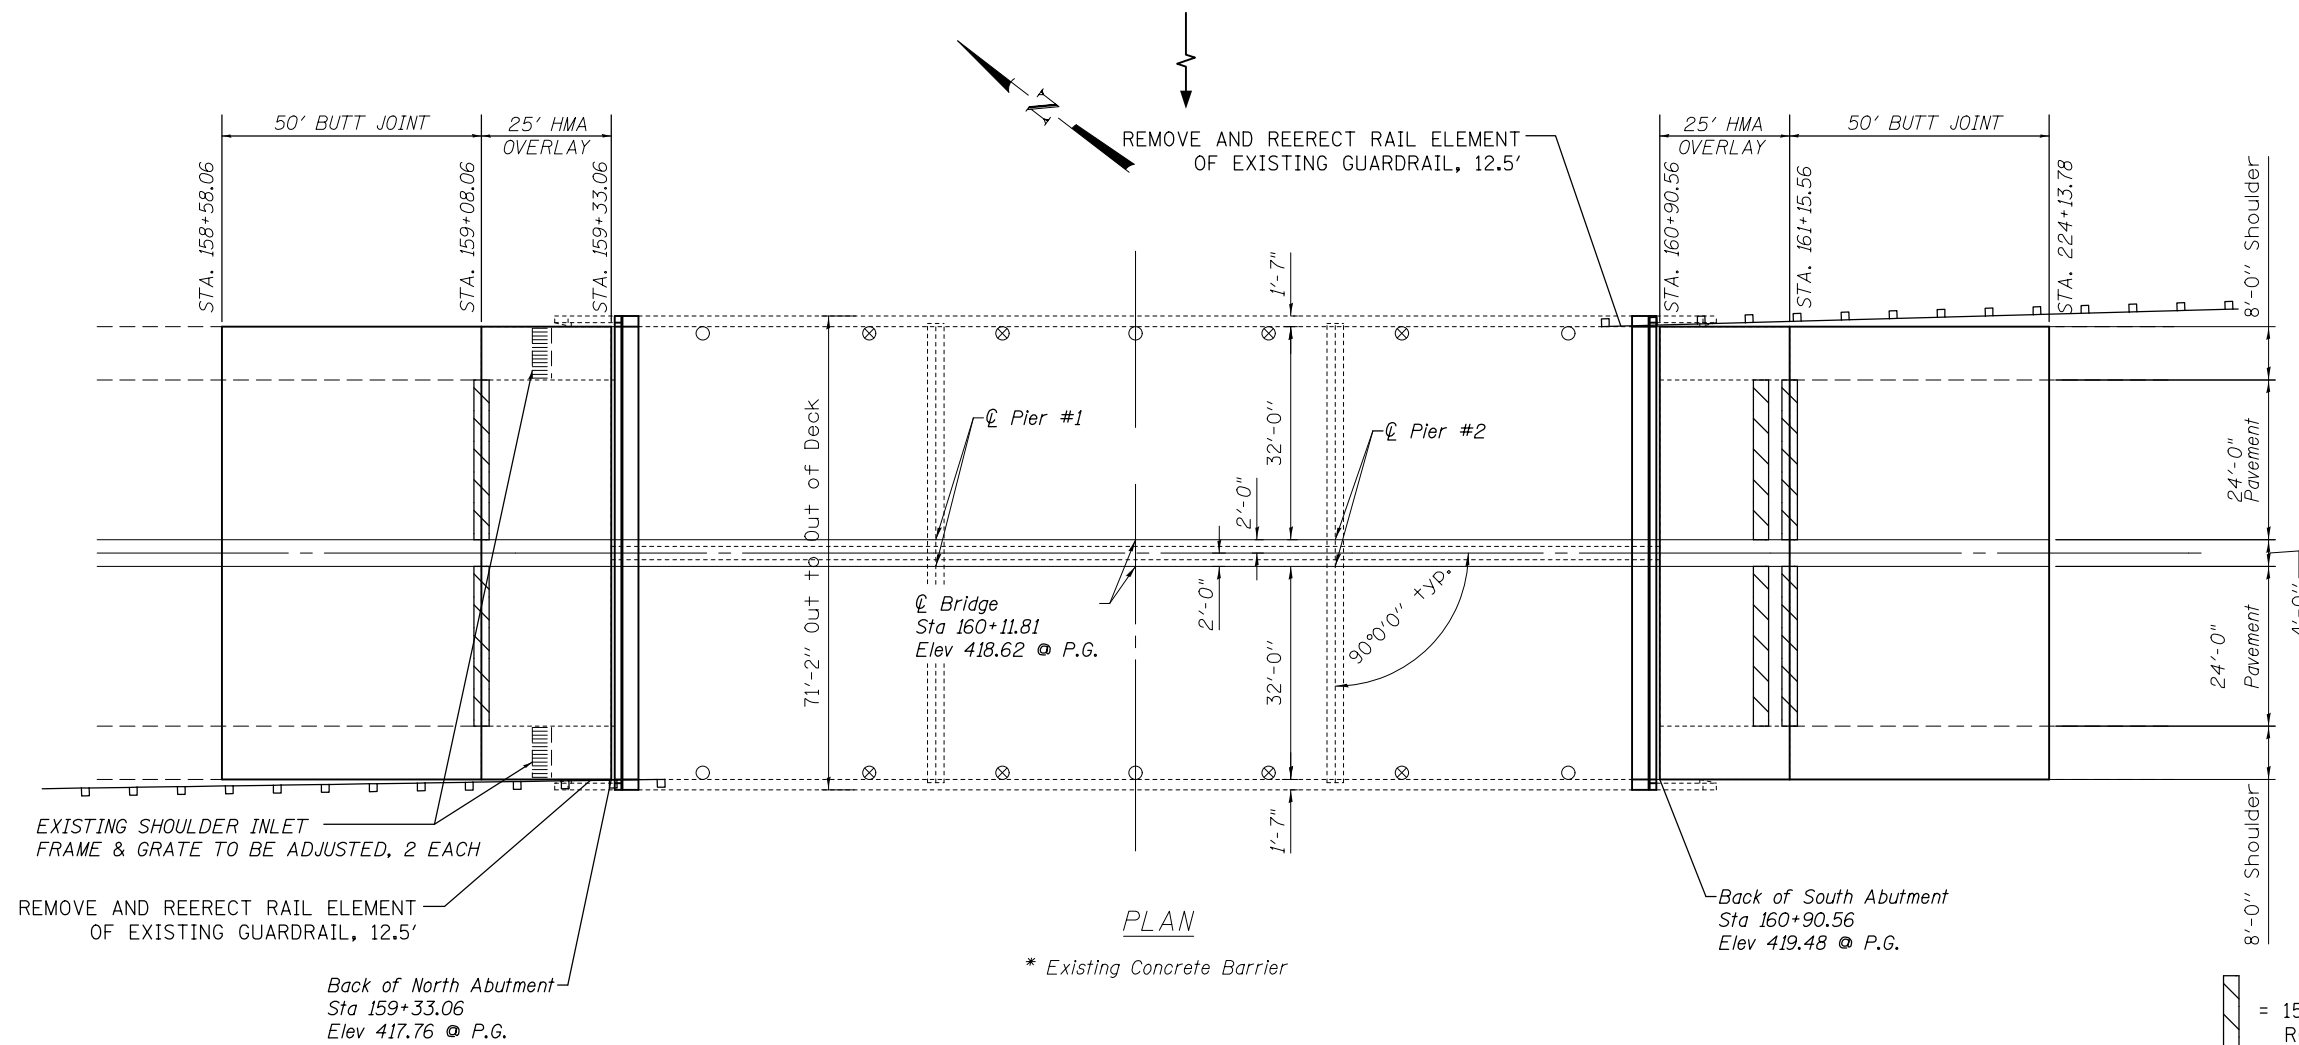 N
50' BUTT JOINT
25' HMA
OVERLAY
STA. 158+58.06
STA. 159+08.06
STA. 159+33.06
REMOVE AND REERECT RAIL ELEMENT
OF EXISTING GUARDRAIL, 12.5'
25' HMA
OVERLAY
50' BUTT JOINT
STA. 160+90.56
STA. 161+15.56
STA. 224+13.78
8'-0'' Shoulder
1'-7"
71'-2'' Out to Out of Deck
℄ Pier #1
32'-0''
℄ Pier #2
24'-0"
Pavement
2'-0"
2'-0"
℄ Bridge
Sta 160+11.81
Elev 418.62 @ P.G.
90°0'0'' typ.
32'-0''
4'-0"
24'-0"
Pavement
1'-7"
8'-0'' Shoulder
EXISTING SHOULDER INLET
FRAME & GRATE TO BE ADJUSTED, 2 EACH
REMOVE AND REERECT RAIL ELEMENT
OF EXISTING GUARDRAIL, 12.5'
Back of North Abutment
Sta 159+33.06
Elev 417.76 @ P.G.
PLAN
* Existing Concrete Barrier
Back of South Abutment
Sta 160+90.56
Elev 419.48 @ P.G.
= 15